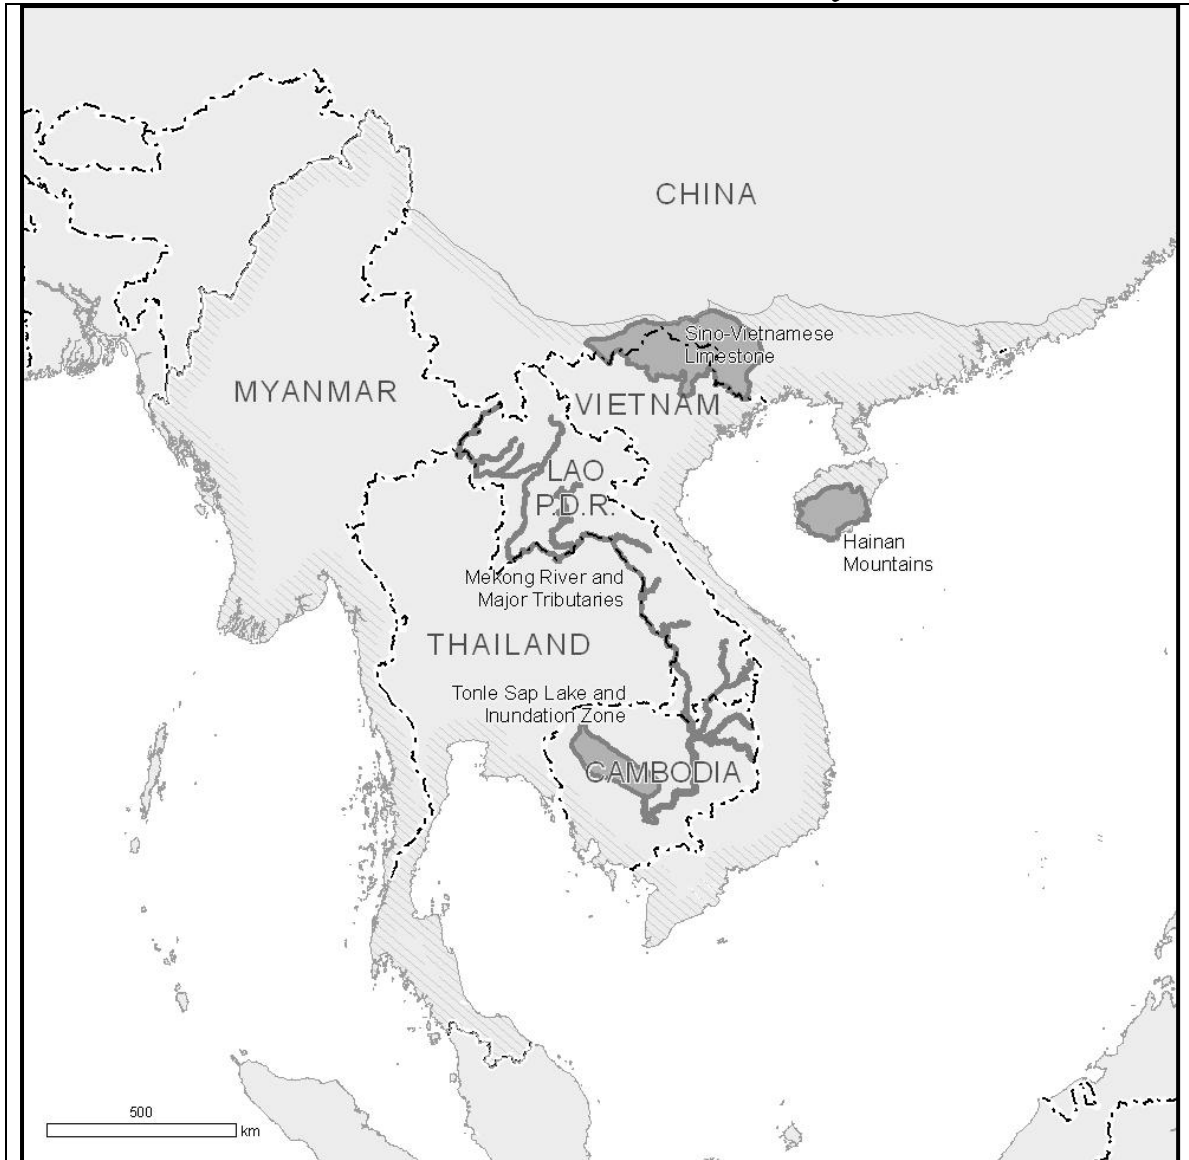 CHINA
Sino-Vietnamese
Limestone
MYANMAR
VIETNAM
LAO
P.D.R.
Hainan
Mountains
Mekong River and
Major Tributaries
THAILAND
Tonle Sap Lake and
Inundation Zone
CAMBODIA
500
km